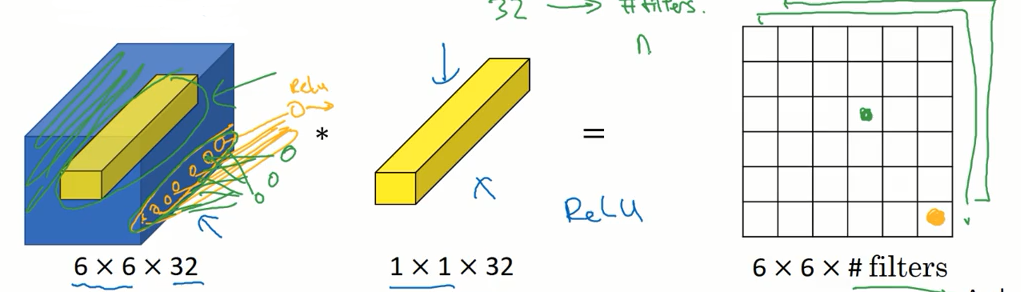 32 → # filters.
n
Relu
* =
ReLU
6 × 6 × 32 1 × 1 × 32 6 × 6 × # filters